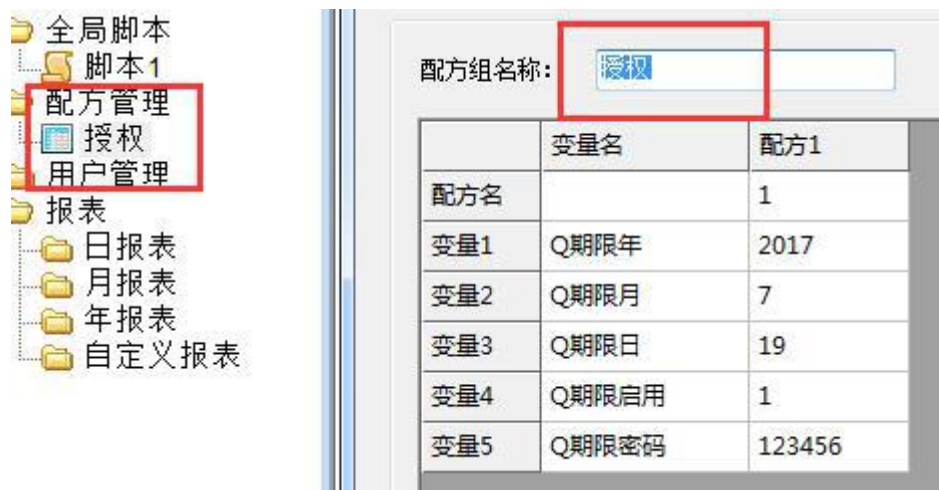 全局脚本
脚本1
配方管理
授权
用户管理
报表
日报表
月报表
年报表
自定义报表
配方组名称: 授权
变量名 配方1
配方名 1
变量1 Q期限年 2017
变量2 Q期限月 7
变量3 Q期限日 19
变量4 Q期限启用 1
变量5 Q期限密码 123456